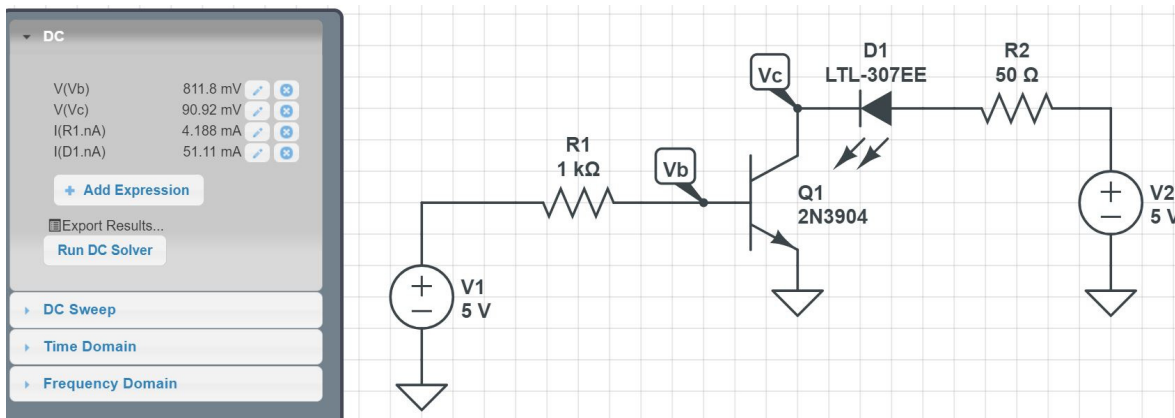 DC
V(Vb) 811.8 mV
V(Vc) 90.92 mV
I(R1.nA) 4.188 mA
I(D1.nA) 51.11 mA
+ Add Expression
Export Results...
Run DC Solver
DC Sweep
Time Domain
Frequency Domain
V1
5 V
R1
1 kΩ
Vb
Vc
Q1
2N3904
D1
LTL-307EE
R2
50 Ω
V2
5 V